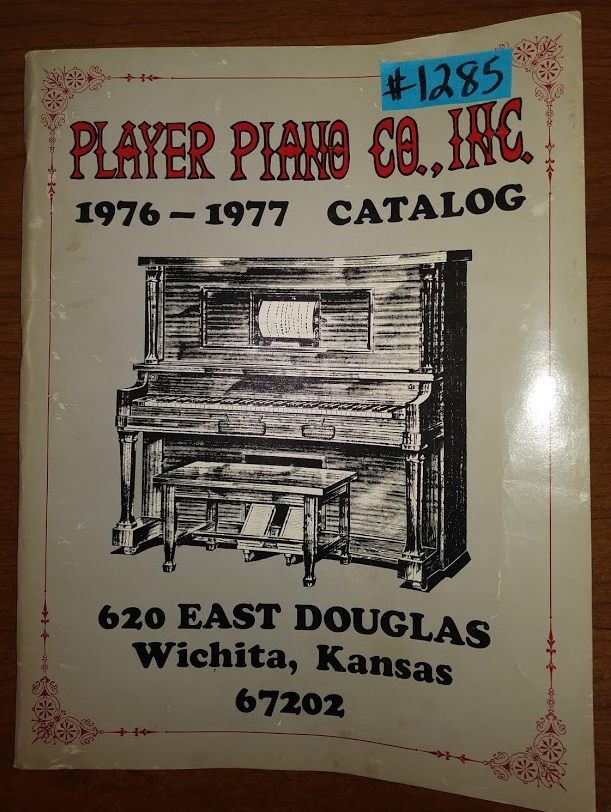 #1285
PLAYER PIANO CO., INC.
1976 – 1977 CATALOG
620 EAST DOUGLAS
Wichita, Kansas
67202